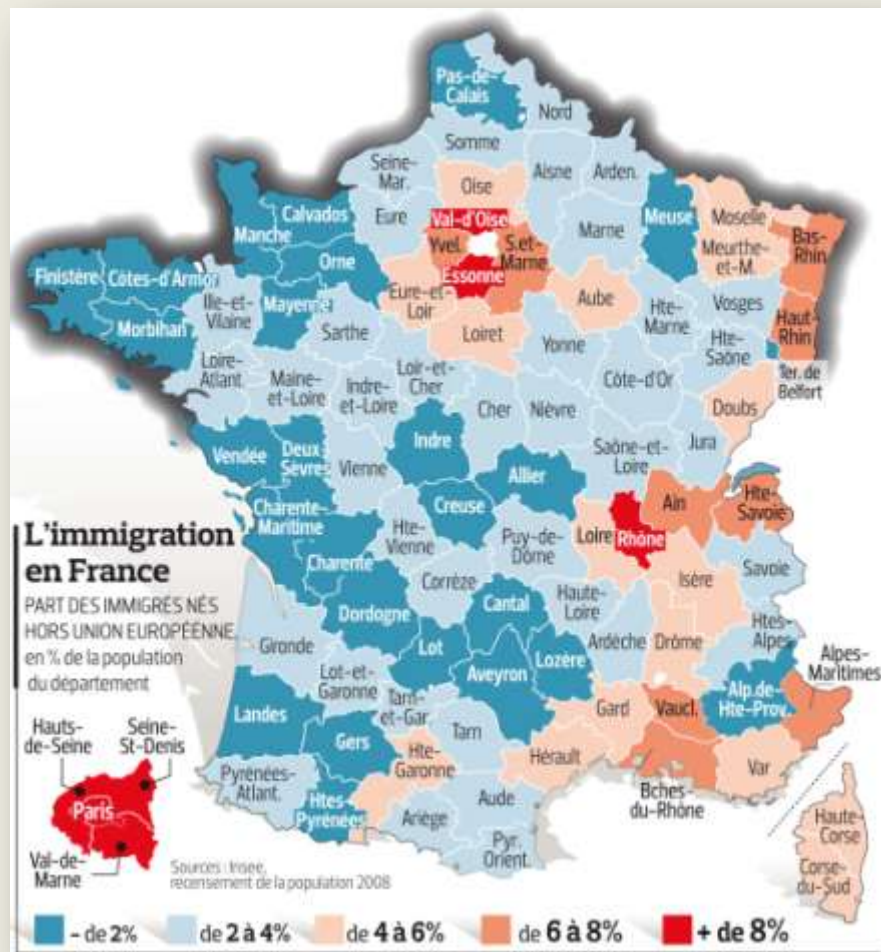 Pas-de-
Calais
Nord
Somme
Seine-
Mar.
Oise
Aisne
Arden.
Eure
Val-d'Oise
Yvel.
S.et-
Marne
Essonne
Marne
Meuse
Moselle
Meurthe-
et-M.
Bas-
Rhin
Calvados
Manche
Orne
Finistère
Côtes-d'Armor
Morbihan
Ille-et-
Vilaine
Mayenne
Sarthe
Eure-et-
Loir
Loiret
Aube
Hte-
Marne
Vosges
Haut-
Rhin
Yonne
Hte-
Saône
Ter. de
Belfort
Loire-
Atlant.
Maine-
et-Loire
Indre-
et-Loire
Loir-et-
Cher
Cher
Nièvre
Côte-d'Or
Doubs
Jura
Saône-et-
Loire
Vendée
Deux
Sèvres
Vienne
Indre
Allier
Creuse
Charente-
Maritime
Charente
Hte-
Vienne
Corrèze
Puy-de-
Dôme
Loire
Rhône
Ain
Hte-
Savoie
Savoie
Isère
Dordogne
Cantal
Haute-
Loire
Ardèche
Drôme
Htes-
Alpes
Gironde
Lot
Lot-et-
Garonne
Aveyron
Lozère
Alpes-
Maritimes
Alp.de-
Hte-Prov.
Vaucl.
Gard
Landes
Tarn-
et-Gar.
Tarn
Gers
Hte-
Garonne
Hérault
Bches-
du-Rhône
Var
Pyrénées-
Atlant.
Htes-
Pyrénées
Ariège
Aude
Pyr.
Orient.
Haute-
Corse
Corse-
du-Sud
L'immigration
en France
PART DES IMMIGRÉS NÉS
HORS UNION EUROPÉENNE,
en % de la population
du département
Hauts-
de-Seine
Seine-
St-Denis
Paris
Val-de-
Marne
Sources : Insee,
recensement de la population 2008
- de 2%
de 2 à 4%
de 4 à 6%
de 6 à 8%
+ de 8%